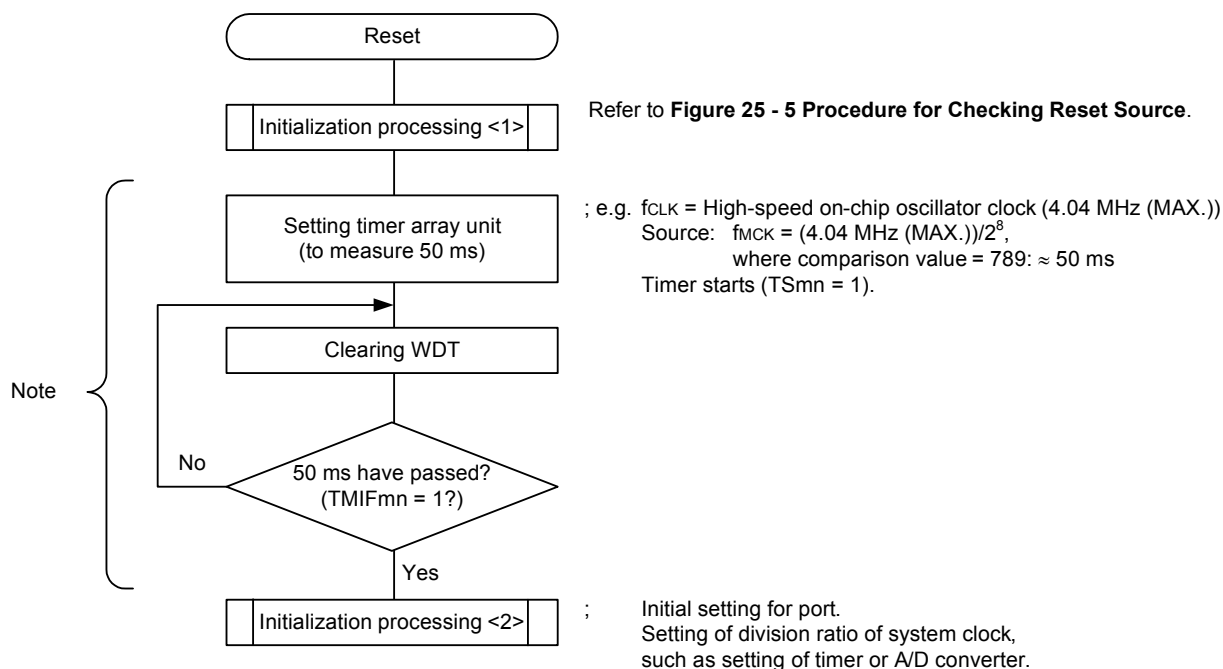 Reset
Initialization processing <1>
Refer to Figure 25 - 5 Procedure for Checking Reset Source.
Setting timer array unit
(to measure 50 ms)
; e.g. fCLK = High-speed on-chip oscillator clock (4.04 MHz (MAX.))
Source: fMCK = (4.04 MHz (MAX.))/2⁸,
where comparison value = 789: ≈ 50 ms
Timer starts (TSmn = 1).
Clearing WDT
Note
No
50 ms have passed?
(TMIFmn = 1?)
Yes
Initialization processing <2>
; Initial setting for port.
Setting of division ratio of system clock,
such as setting of timer or A/D converter.